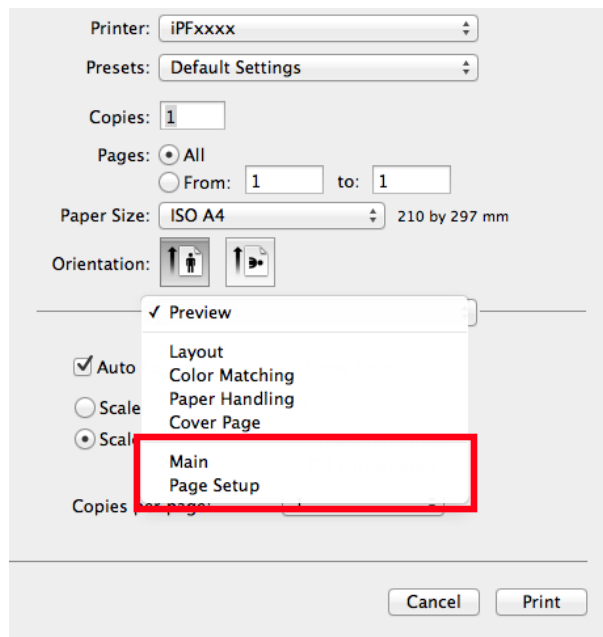 Printer: iPFxxxx
Presets: Default Settings
Copies: 1
Pages: All
From: 1 to: 1
Paper Size: ISO A4 210 by 297 mm
Orientation:
✓ Preview
Layout
Auto
Color Matching
Paper Handling
Scale
Cover Page
Main
Page Setup
Copies per page:
Cancel Print